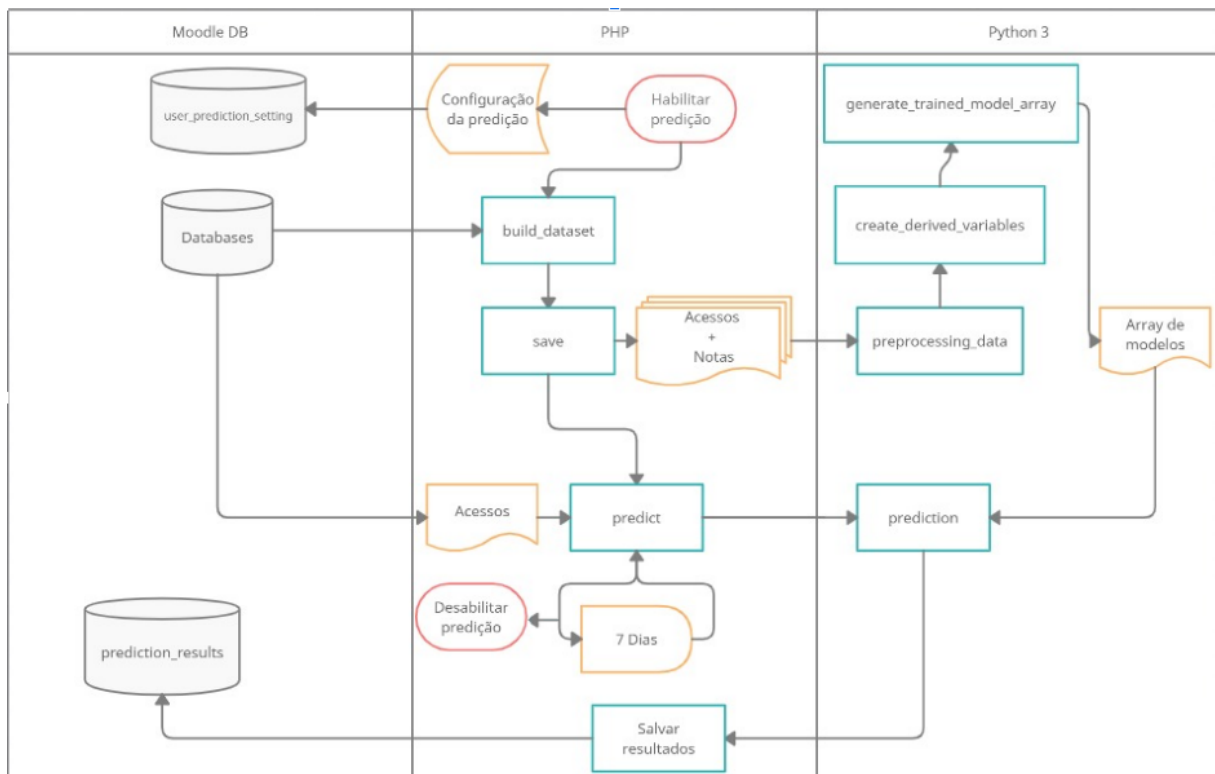 Moodle DB
PHP
Python 3
user_prediction_setting
Configuração
da predição
Habilitar
predição
generate_trained_model_array
Databases
build_dataset
create_derived_variables
save
Acessos
+
Notas
preprocessing_data
Array de
modelos
Acessos
predict
prediction
Desabilitar
predição
7 Dias
prediction_results
Salvar
resultados